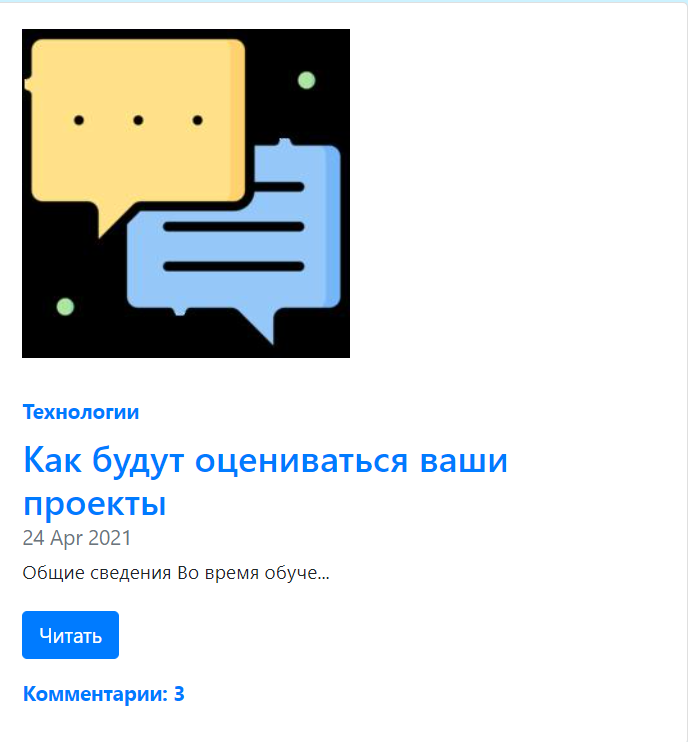 Технологии
Как будут оцениваться ваши
проекты
24 Apr 2021
Общие сведения Во время обуче...
Читать
Комментарии: 3